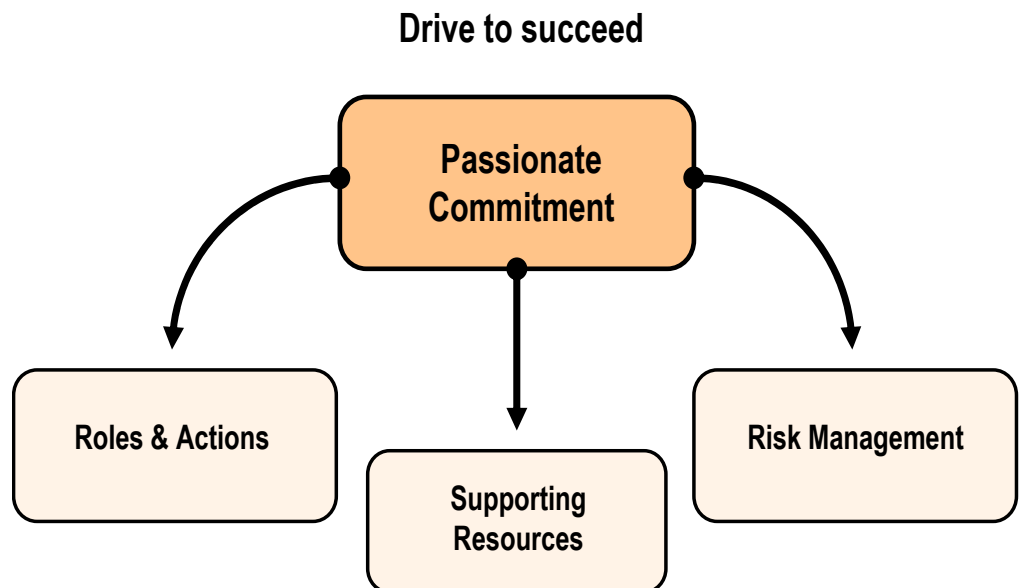 Drive to succeed
Passionate
Commitment
Roles & Actions
Supporting
Resources
Risk Management